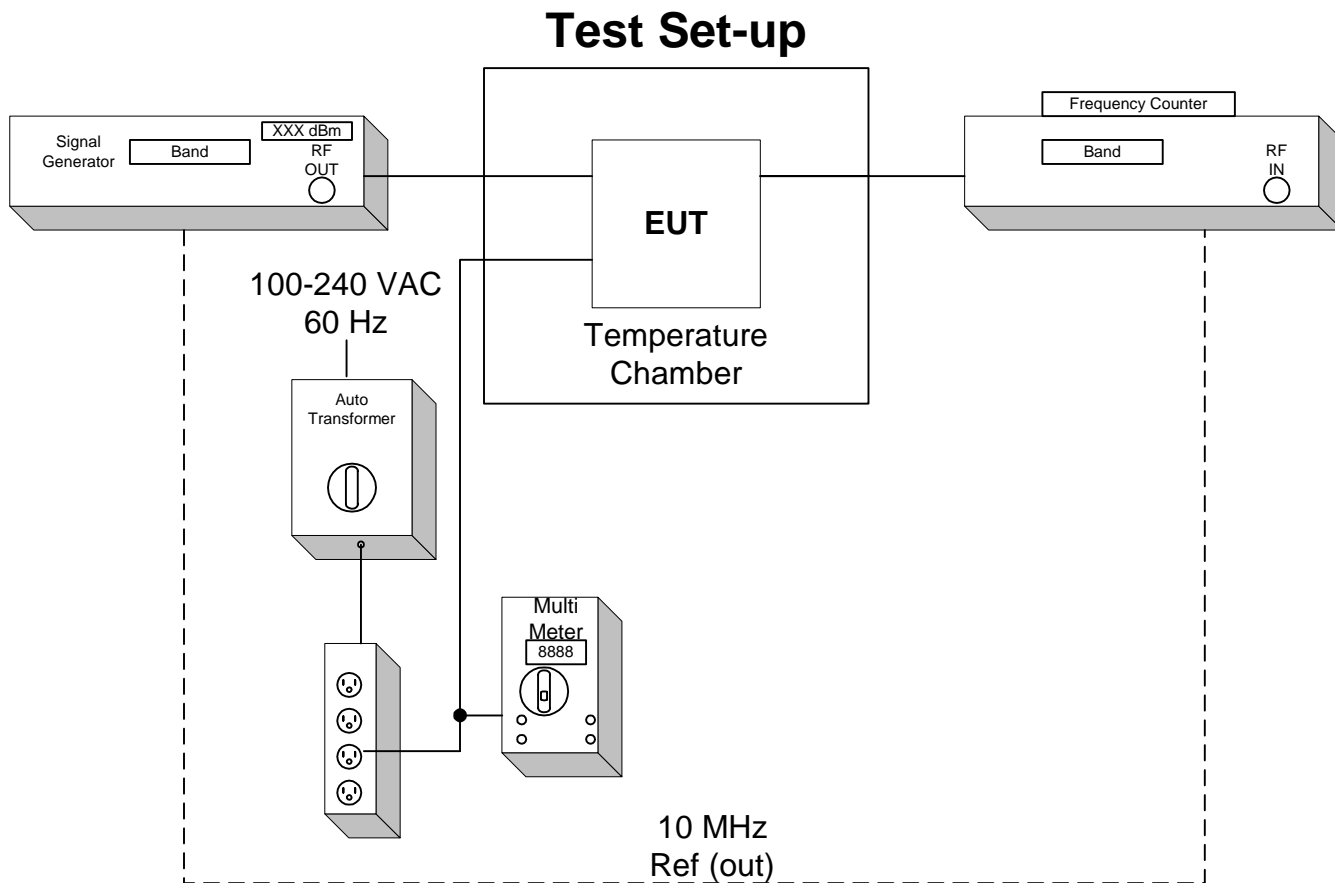 Test Set-up
Signal
Generator
Band
XXX dBm
RF
OUT
Frequency Counter
Band
RF
IN
EUT
Temperature
Chamber
100-240 VAC
60 Hz
Auto
Transformer
Multi
Meter
8888
10 MHz
Ref (out)